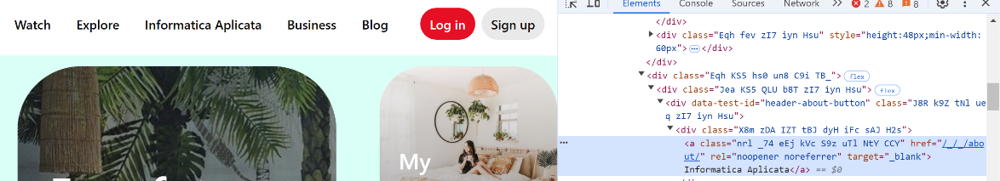 Watch Explore Informatica Aplicata Business Blog Log in Sign up
My
Elements Console Sources Network 2 8 8
</div>
<div class="Eqh fev zI7 iyn Hsu" style="height:48px;min-width:
60px"> ⋯ </div>
</div>
<div class="Eqh KS5 hs0 un8 C9i TB_"> flex
<div class="Jea KS5 QLU b8T zI7 iyn Hsu"> flex
<div data-test-id="header-about-button" class="J8R k9Z tNl ue
q zI7 iyn Hsu">
<div class="X8m zDA IZT tBJ dyH iFc sAJ H2s">
<a class="nrl _74 eEj kVc S9z uTl NtY CCY" href="/_/_/abo
ut/" rel="noopener noreferrer" target="_blank">
Informatica Aplicata</a> == $0